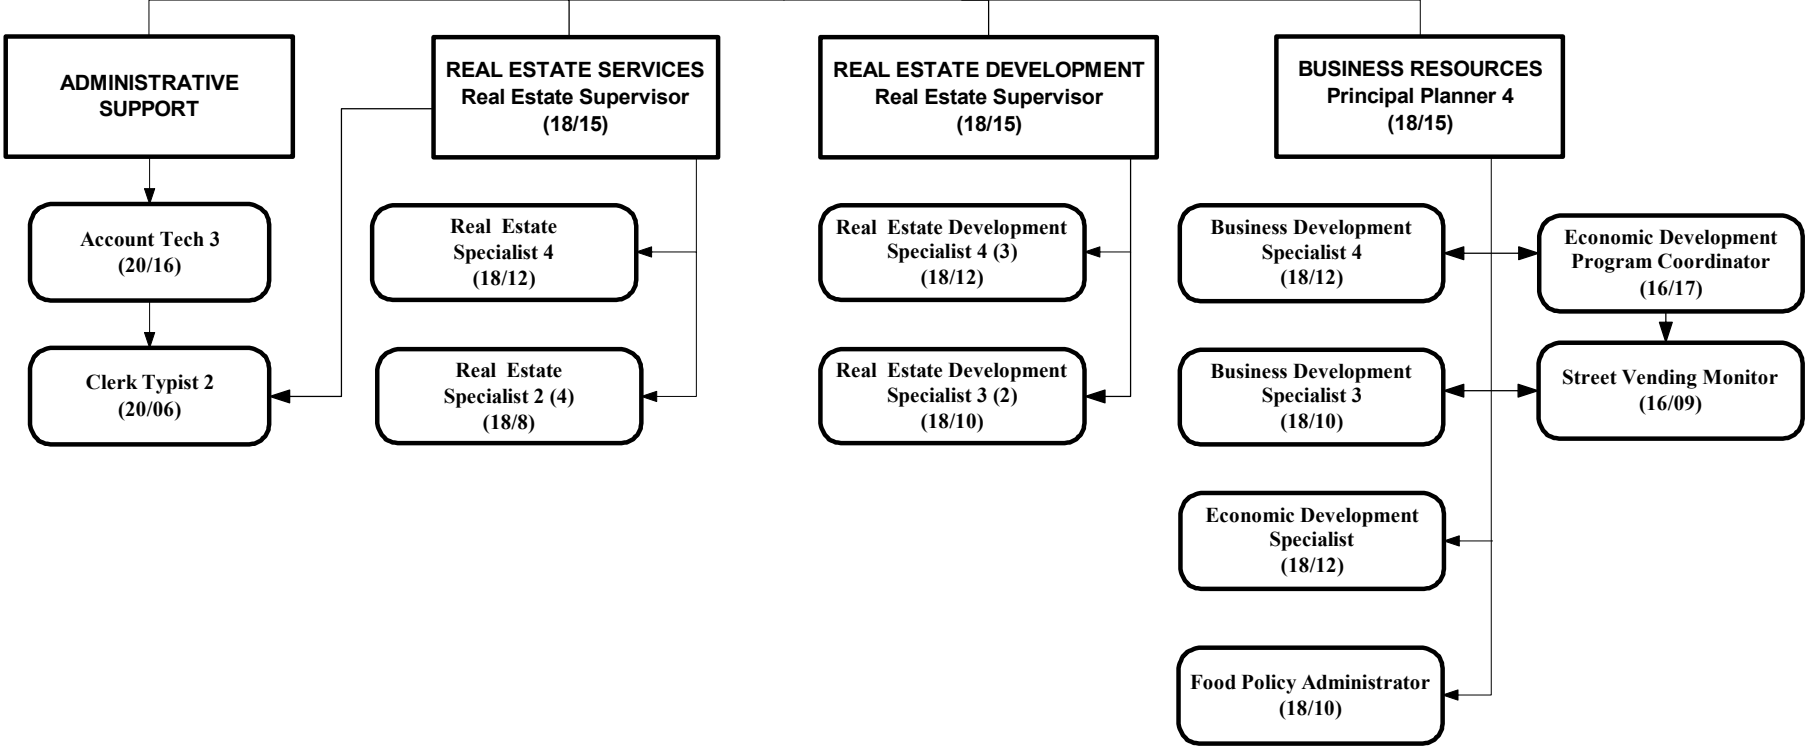 ADMINISTRATIVE
SUPPORT
Account Tech 3
(20/16)
Clerk Typist 2
(20/06)
REAL ESTATE SERVICES
Real Estate Supervisor
(18/15)
Real Estate
Specialist 4
(18/12)
Real Estate
Specialist 2 (4)
(18/8)
REAL ESTATE DEVELOPMENT
Real Estate Supervisor
(18/15)
Real Estate Development
Specialist 4 (3)
(18/12)
Real Estate Development
Specialist 3 (2)
(18/10)
BUSINESS RESOURCES
Principal Planner 4
(18/15)
Business Development
Specialist 4
(18/12)
Business Development
Specialist 3
(18/10)
Economic Development
Specialist
(18/12)
Food Policy Administrator
(18/10)
Economic Development
Program Coordinator
(16/17)
Street Vending Monitor
(16/09)